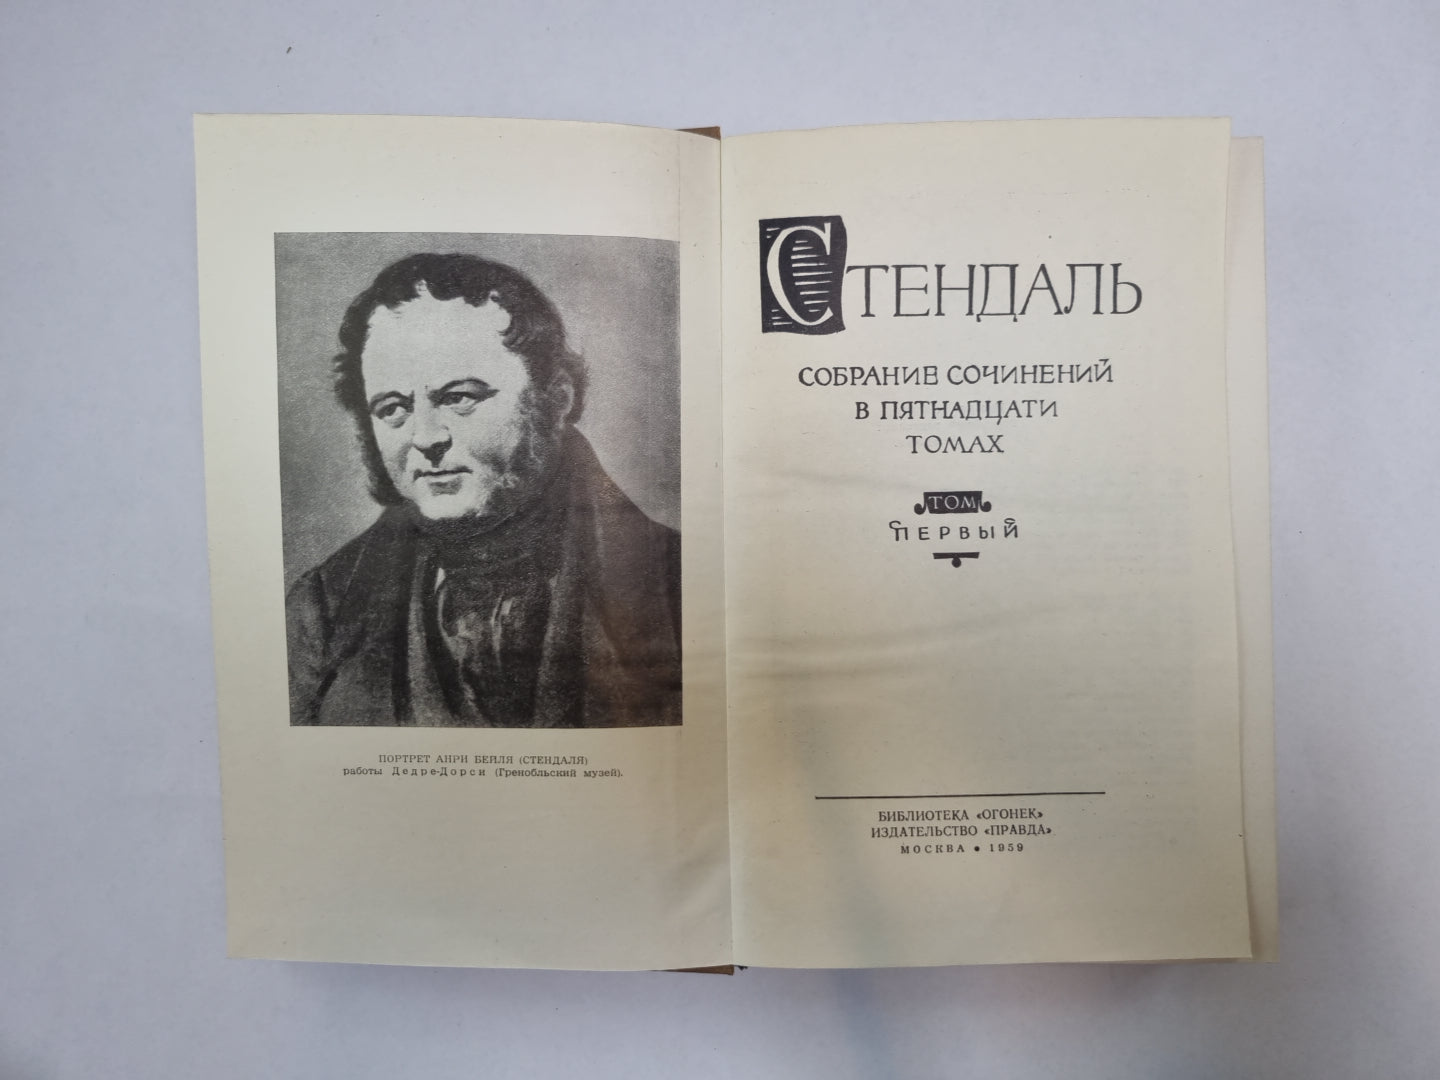 ПОРТРЕТ АНРИ БЕЙЛЯ (СТЕНДАЛЯ)
работы Дедре-Дорси (Гренобльский музей).
СТЕНДАЛЬ
СОБРАНИЕ СОЧИНЕНИЙ
В ПЯТНАДЦАТИ
ТОМАХ
ТОМ
ПЕРВЫЙ
БИБЛИОТЕКА «ОГОНЕК»
ИЗДАТЕЛЬСТВО «ПРАВДА»
МОСКВА • 1959